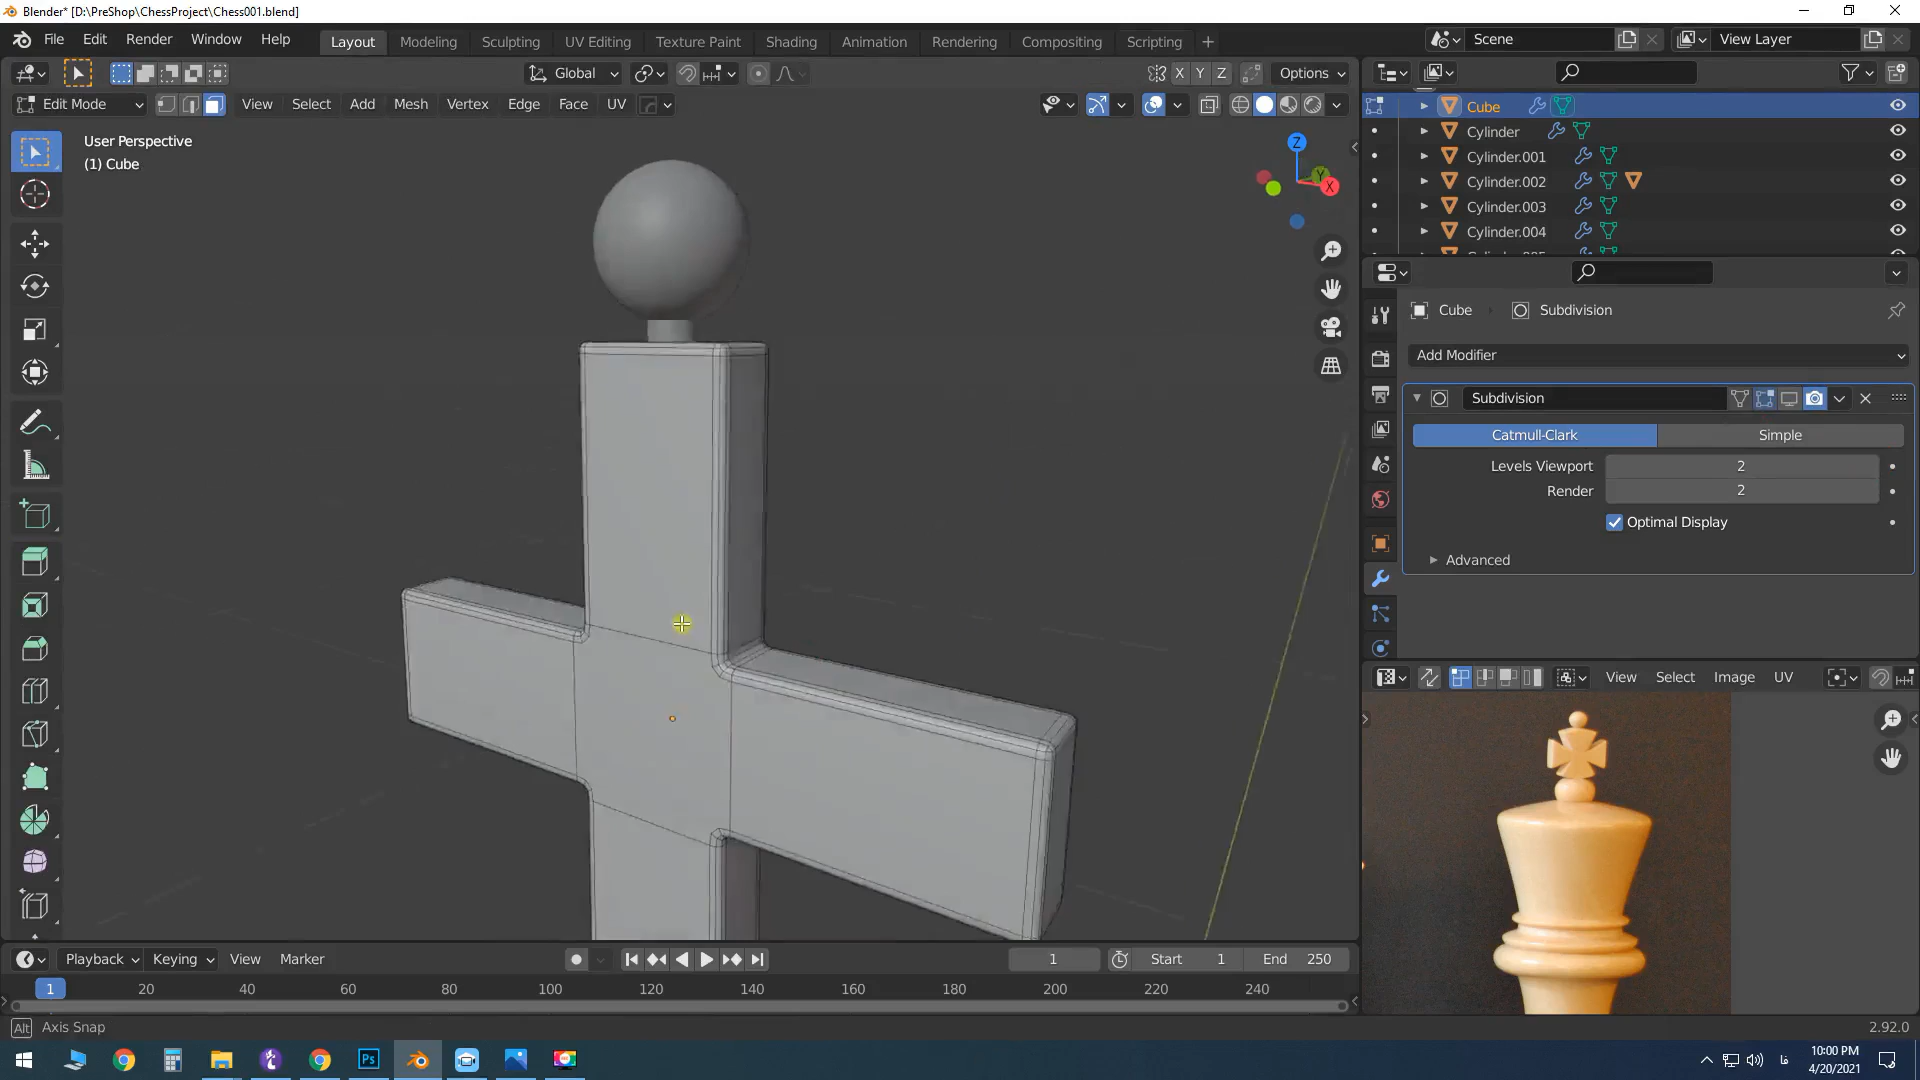 Blender* [D:\PreShop\ChessProject\Chess001.blend]
File Edit Render Window Help
Layout Modeling Sculpting UV Editing Texture Paint Shading Animation Rendering Compositing Scripting
Scene
View Layer
Global
X Y Z
Options
Edit Mode
View Select Add Mesh Vertex Edge Face UV
User Perspective
(1) Cube
Z
Y
X
Cube
Cylinder
Cylinder.001
Cylinder.002
Cylinder.003
Cylinder.004
Cube
Subdivision
Add Modifier
Subdivision
Catmull-Clark
Simple
Levels Viewport
2
Render
2
Optimal Display
Advanced
View Select Image UV
Playback Keying View Marker
1
Start 1
End 250
1 20 40 60 80 100 120 140 160 180 200 220 240
Alt Axis Snap
2.92.0
Ps
فا
10:00 PM
4/20/2021